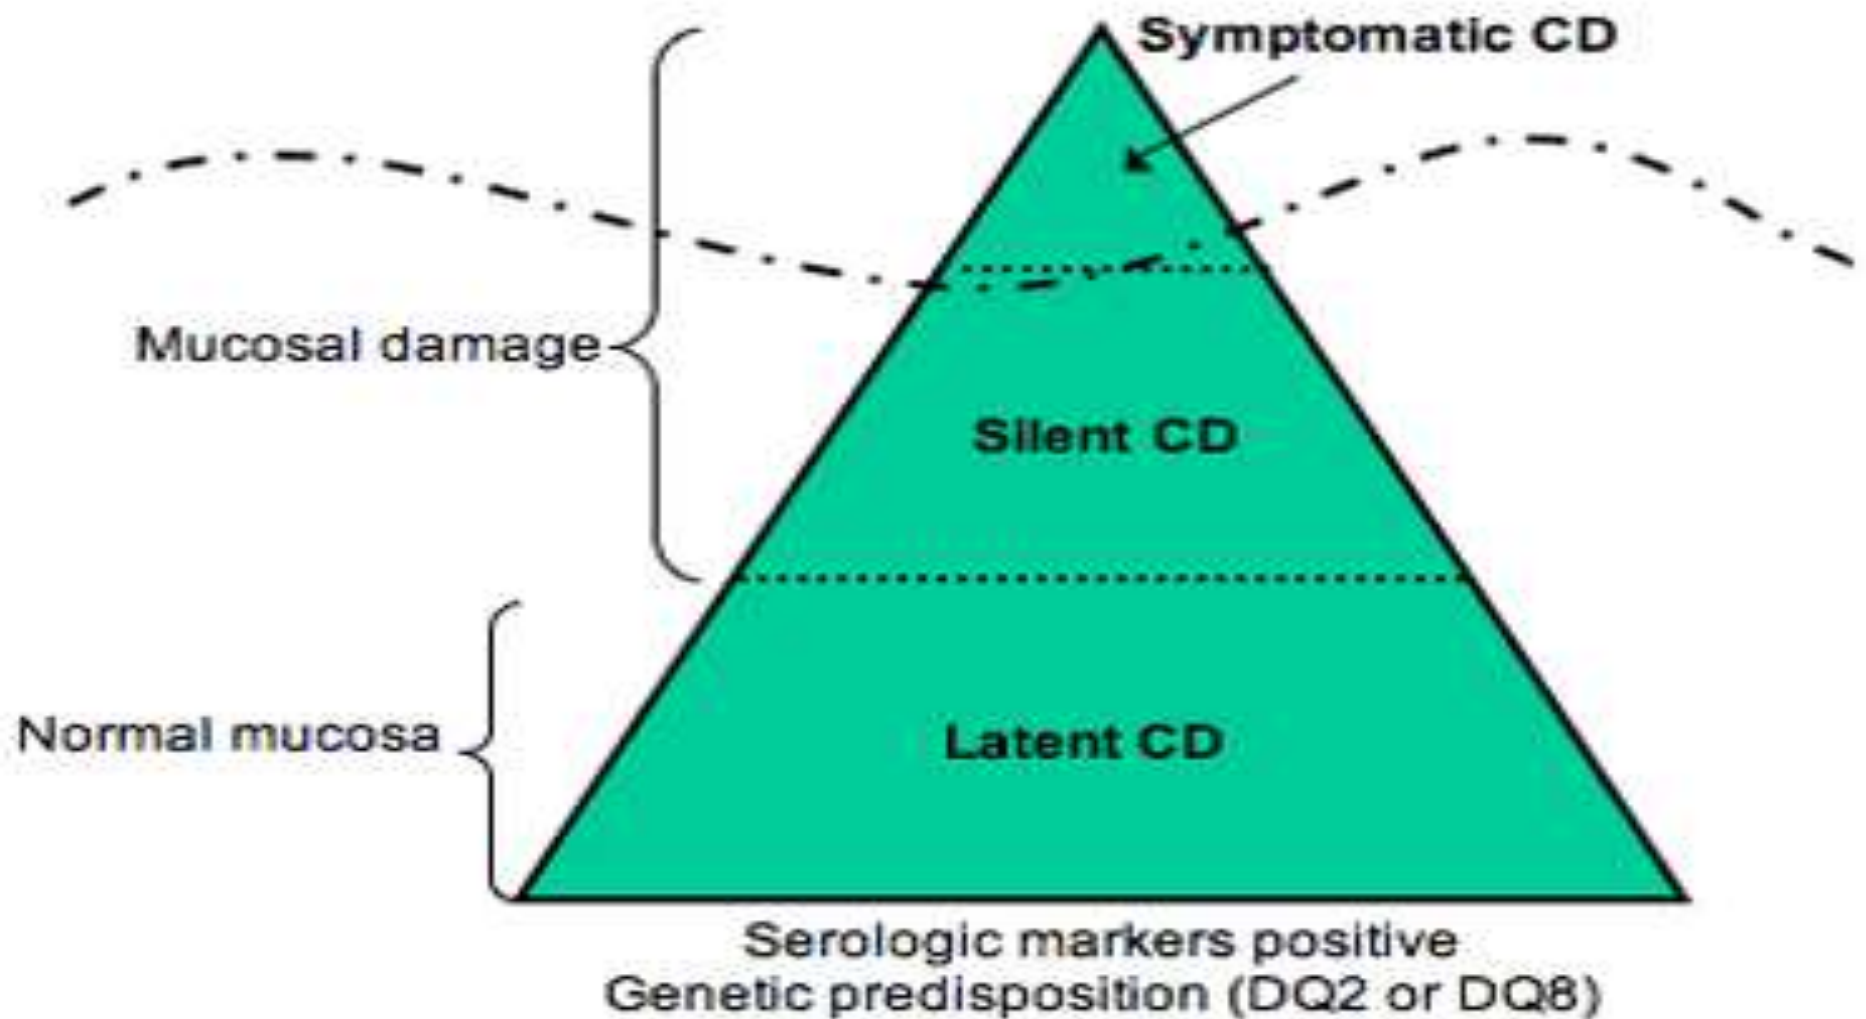 Symptomatic CD
Mucosal damage
Silent CD
Normal mucosa
Latent CD
Serologic markers positive
Genetic predisposition (DQ2 or DQ8)